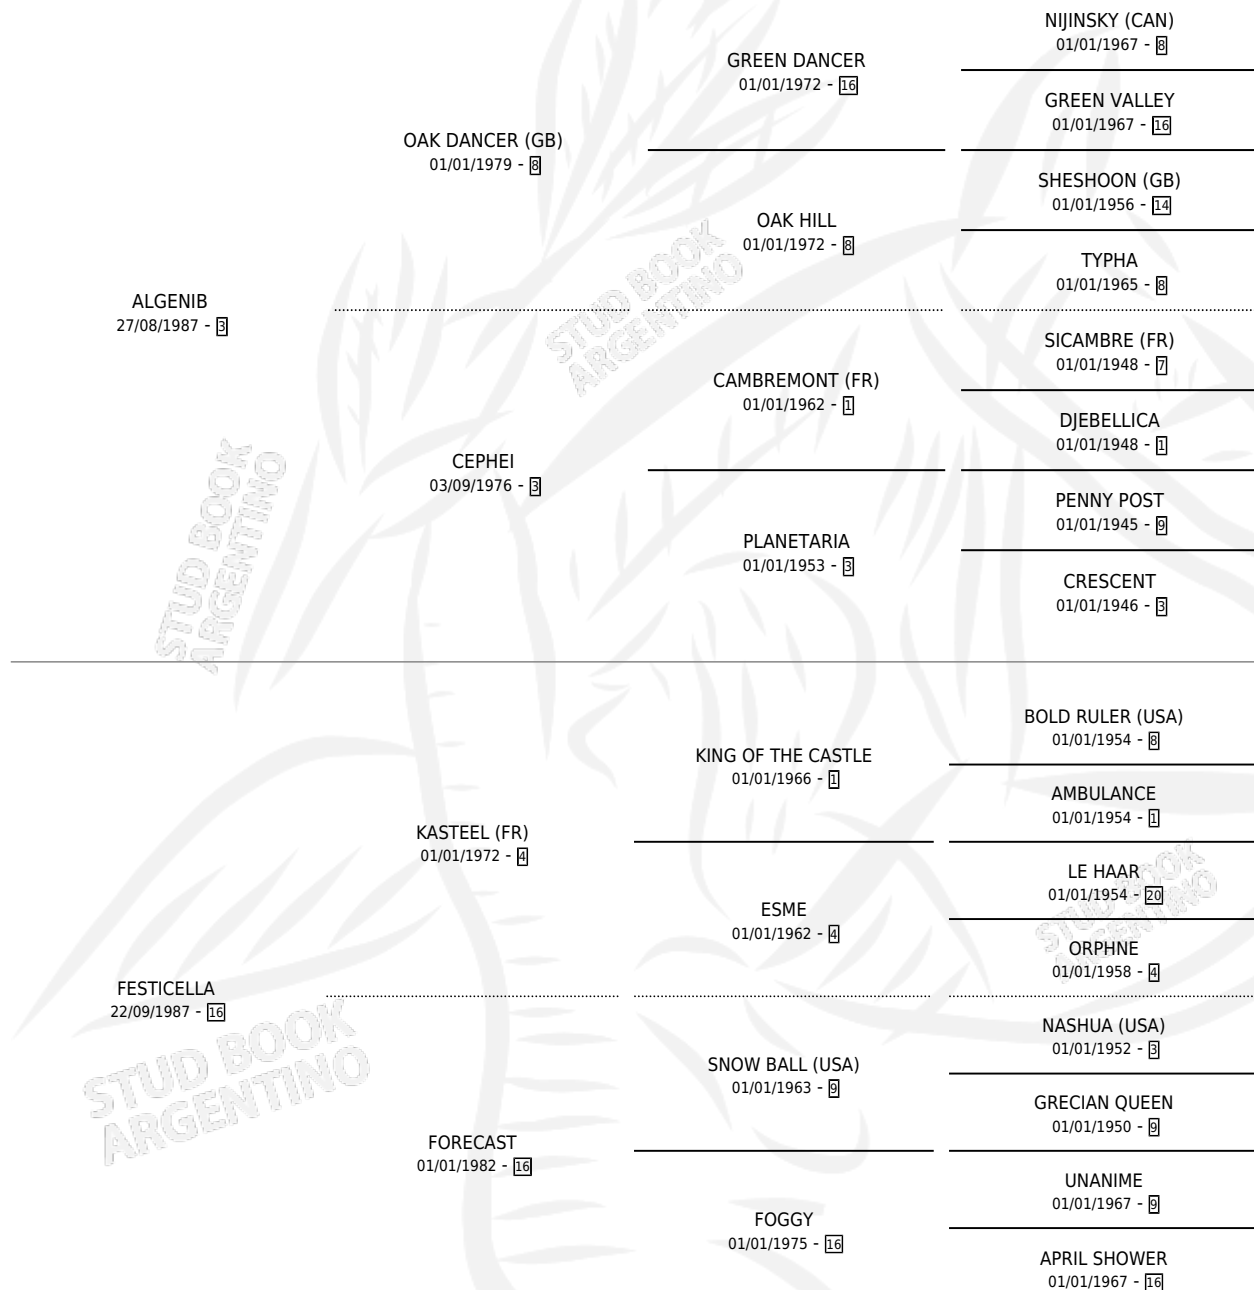 NIJINSKY (CAN)
01/01/1967 - 8
GREEN DANCER
01/01/1972 - 16
GREEN VALLEY
01/01/1967 - 16
OAK DANCER (GB)
01/01/1979 - 8
SHESHOON (GB)
01/01/1956 - 14
OAK HILL
01/01/1972 - 8
TYPHA
01/01/1965 - 8
ALGENIB
27/08/1987 - 3
STUD BOOK
ARGENTINO
SICAMBRE (FR)
01/01/1948 - 7
CAMBREMONT (FR)
01/01/1962 - 1
DJEBELLICA
01/01/1948 - 1
CEPHEI
03/09/1976 - 3
PENNY POST
01/01/1945 - 9
PLANETARIA
01/01/1953 - 3
CRESCENT
01/01/1946 - 3
STUD BOOK
ARGENTINO
BOLD RULER (USA)
01/01/1954 - 8
KING OF THE CASTLE
01/01/1966 - 1
AMBULANCE
01/01/1954 - 1
KASTEEL (FR)
01/01/1972 - 4
LE HAAR
01/01/1954 - 20
STUD BOOK
ARGENTINO
ESME
01/01/1962 - 4
ORPHNE
01/01/1958 - 4
FESTICELLA
22/09/1987 - 16
STUD BOOK
ARGENTINO
NASHUA (USA)
01/01/1952 - 3
SNOW BALL (USA)
01/01/1963 - 9
GRECIAN QUEEN
01/01/1950 - 9
FORECAST
01/01/1982 - 16
UNANIME
01/01/1967 - 9
FOGGY
01/01/1975 - 16
APRIL SHOWER
01/01/1967 - 16